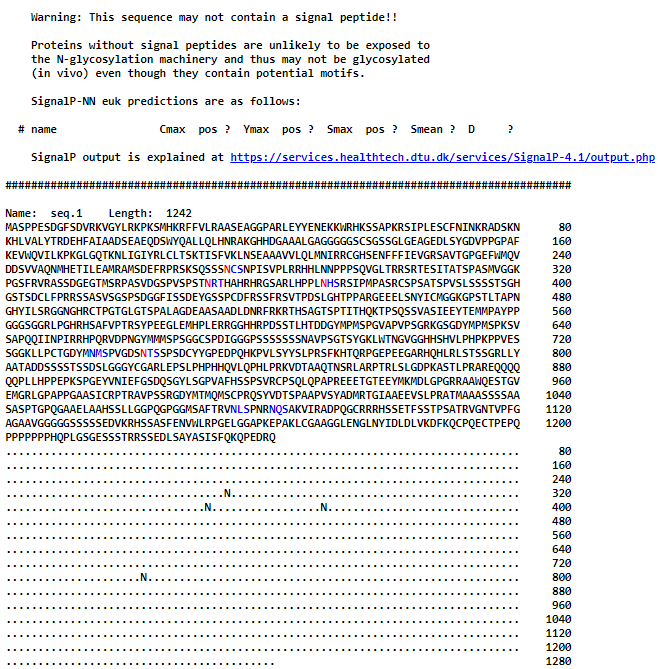 Warning: This sequence may not contain a signal peptide!!
Proteins without signal peptides are unlikely to be exposed to
the N-glycosylation machinery and thus may not be glycosylated
(in vivo) even though they contain potential motifs.
SignalP-NN euk predictions are as follows:
# name Cmax pos ? Ymax pos ? Smax pos ? Smean ? D ?
SignalP output is explained at https://services.healthtech.dtu.dk/services/SignalP-4.1/output.php
########################################################################################
Name: seq.1 Length: 1242
MASPPESDGFSDVRKVGYLRKPKSMHKRFFVLRAASEAGGPARLEYYENEKKWRHKSSAPKRSIPLESCFNINKRADSKN 80
KHLVALYTRDEHFAIAADSEAEQDSWYQALLQLHNRAKGHHDGAAALGAGGGGGSCSGSSGLGEAGEDLSYGDVPPGPAF 160
KEVWQVILKPKGLGQTKNLIGIYRLCLTSKTISFVKLNSEAAAVVLQLMNIRRCGHSENFFFIEVGRSAVTGPGEFWMQV 240
DDSVVAQNMHETILEAMRAMSDEFRPRSKSQSSSNCSNPISVPLRRHHLNNPPPSQVGLTRRSRTESITATSPASMVGGK 320
PGSFRVRASSDGEGTMSRPASVDGSPVSPSTNRTHAHRHRGSARLHPPLNHSRSIPMPASRCSPSATSPVSLSSSSTSGH 400
GSTSDCLFPRRSSASVSGSPSDGGFISSDEYGSSPCDFRSSFRSVTPDSLGHTPPARGEEELSNYICMGGKGPSTLTAPN 480
GHYILSRGGNGHRCTPGTGLGTSPALAGDEAASAADLDNRFRKRTHSAGTSPTITHQKTPSQSSVASIEEYTEMMPAYPP 560
GGGSGGRLPGHRHSAFVPTRSYPEEGLEMHPLERRGGHHRPDSSTLHTDDGYMPMSPGVAPVPSGRKGSGDYMPMSPKSV 640
SAPQQIINPIRRHPQRVDPNGYMMMSPSGGCSPDIGGGPSSSSSSSNAVPSGTSYGKLWTNGVGGHHSHVLPHPKPPVES 720
SGGKLLPCTGDYMNMSPVGDSNTSSPSDCYYGPEDPQHKPVLSYYSLPRSFKHTQRPGEPEEGARHQHLRLSTSSGRLLY 800
AATADDSSSSTSSDSLGGGYCGARLEPSLPHPHHQVLQPHLPRKVDTAAQTNSRLARPTRLSLGDPKASTLPRAREQQQQ 880
QQPLLHPPEPKSPGEYVNIEFGSDQSGYLSGPVAFHSSPSVRCPSQLQPAPREEETGTEEYMKMDLGPGRRAAWQESTGV 960
EMGRLGPAPPGAASICRPTRAVPSSRGDYMTMQMSCPRQSYVDTSPAAPVSYADMRTGIAAEEVSLPRATMAAASSSSAA 1040
SASPTGPQGAAELAAHSSLLGGPQGPGGMSAFTRVNLSPNRNQSAKVIRADPQGCRRRHSSETFSSTPSATRVGNTVPFG 1120
AGAAVGGGGGSSSSSEDVKRHSSASFENVWLRPGELGGAPKEPAKLCGAAGGLENGLNYIDLDLVKDFKQCPQECTPEPQ 1200
PPPPPPPHQPLGSGESSSTRRSSEDLSAYASISFQKQPEDRQ
................................................................................ 80
................................................................................ 160
................................................................................ 240
..................................N............................................. 320
...............................N.................N.............................. 400
................................................................................ 480
................................................................................ 560
................................................................................ 640
................................................................................ 720
.....................N.......................................................... 800
................................................................................ 880
................................................................................ 960
................................................................................ 1040
................................................................................ 1120
................................................................................ 1200
.......................................... 1280